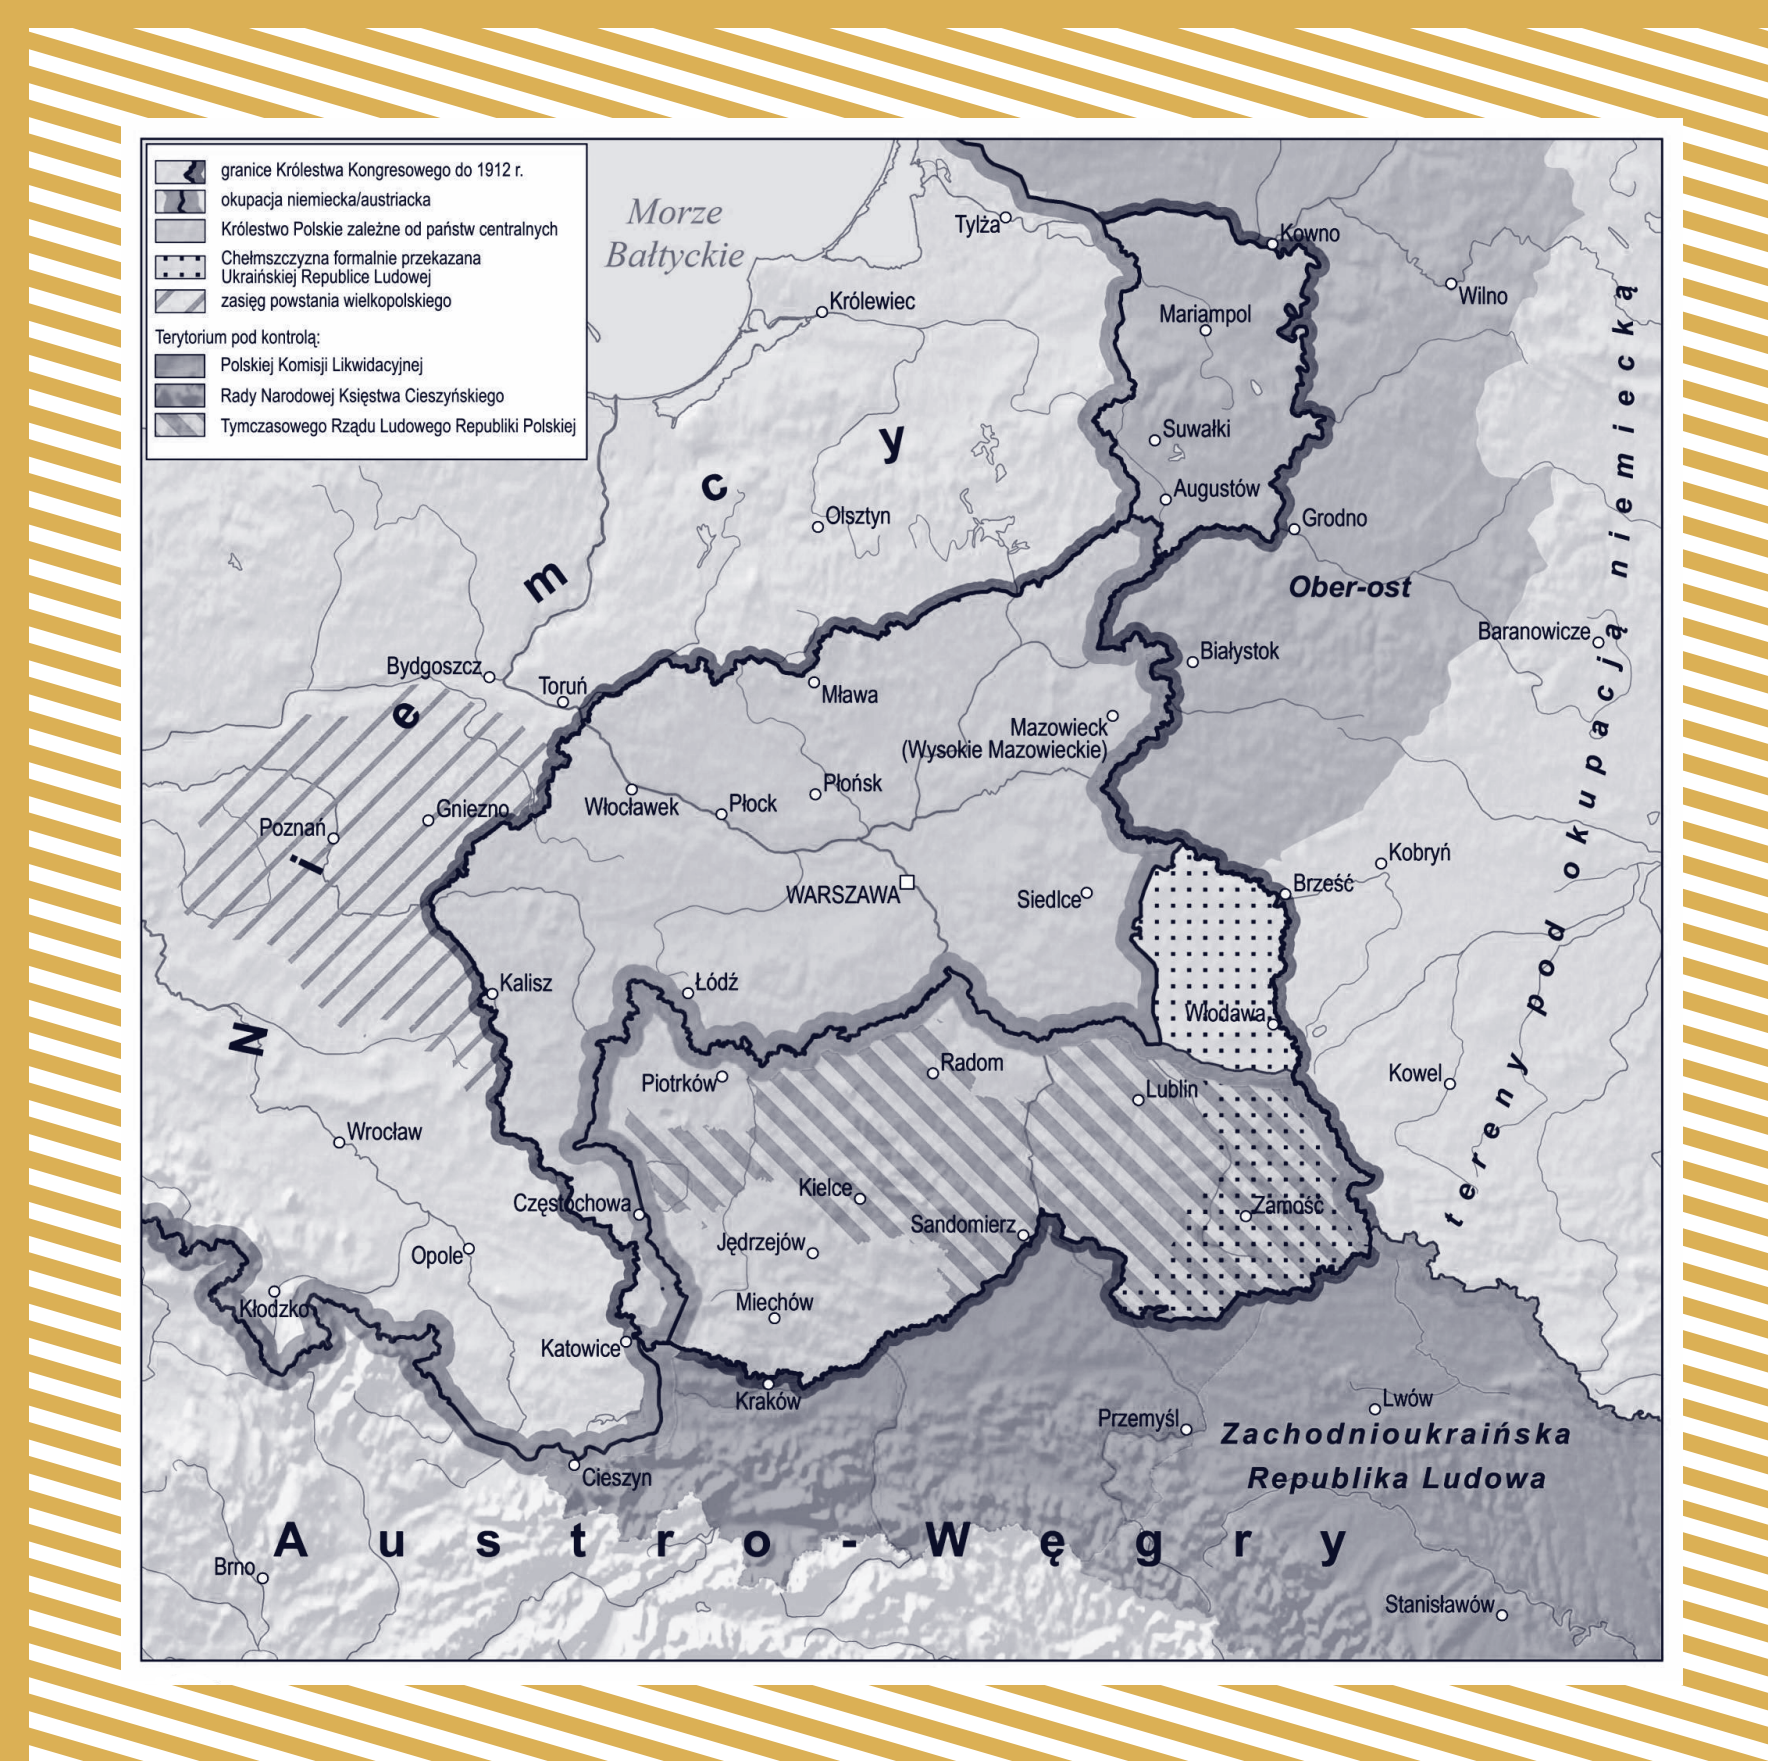 granice Królestwa Kongresowego do 1912 r.
okupacja niemiecka/austriacka
Królestwo Polskie zależne od państw centralnych
Chełmszczyzna formalnie przekazana
Ukraińskiej Republice Ludowej
zasięg powstania wielkopolskiego
Terytorium pod kontrolą:
Polskiej Komisji Likwidacyjnej
Rady Narodowej Księstwa Cieszyńskiego
Tymczasowego Rządu Ludowego Republiki Polskiej
Morze
Bałtyckie
Tylża
Kowno
Wilno
Królewiec
Mariampol
Suwałki
Augustów
Grodno
Olsztyn
Ober-ost
Baranowicze
Białystok
Bydgoszcz
Toruń
Mława
Mazowieck
(Wysokie Mazowieckie)
Płońsk
Włocławek
Płock
Gniezno
Poznań
Niemcy
WARSZAWA
Siedlce
Kobryń
Brześć
Kalisz
Łódź
Włodawa
tereny pod okupacją niemiecką
Piotrków
Radom
Lublin
Kowel
Wrocław
Częstochowa
Kielce
Sandomierz
Zamość
Opole
Jędrzejów
Kłodzko
Miechów
Katowice
Kraków
Przemyśl
Lwów
Zachodnioukraińska
Republika Ludowa
Cieszyn
Austro-Węgry
Brno
Stanisławów